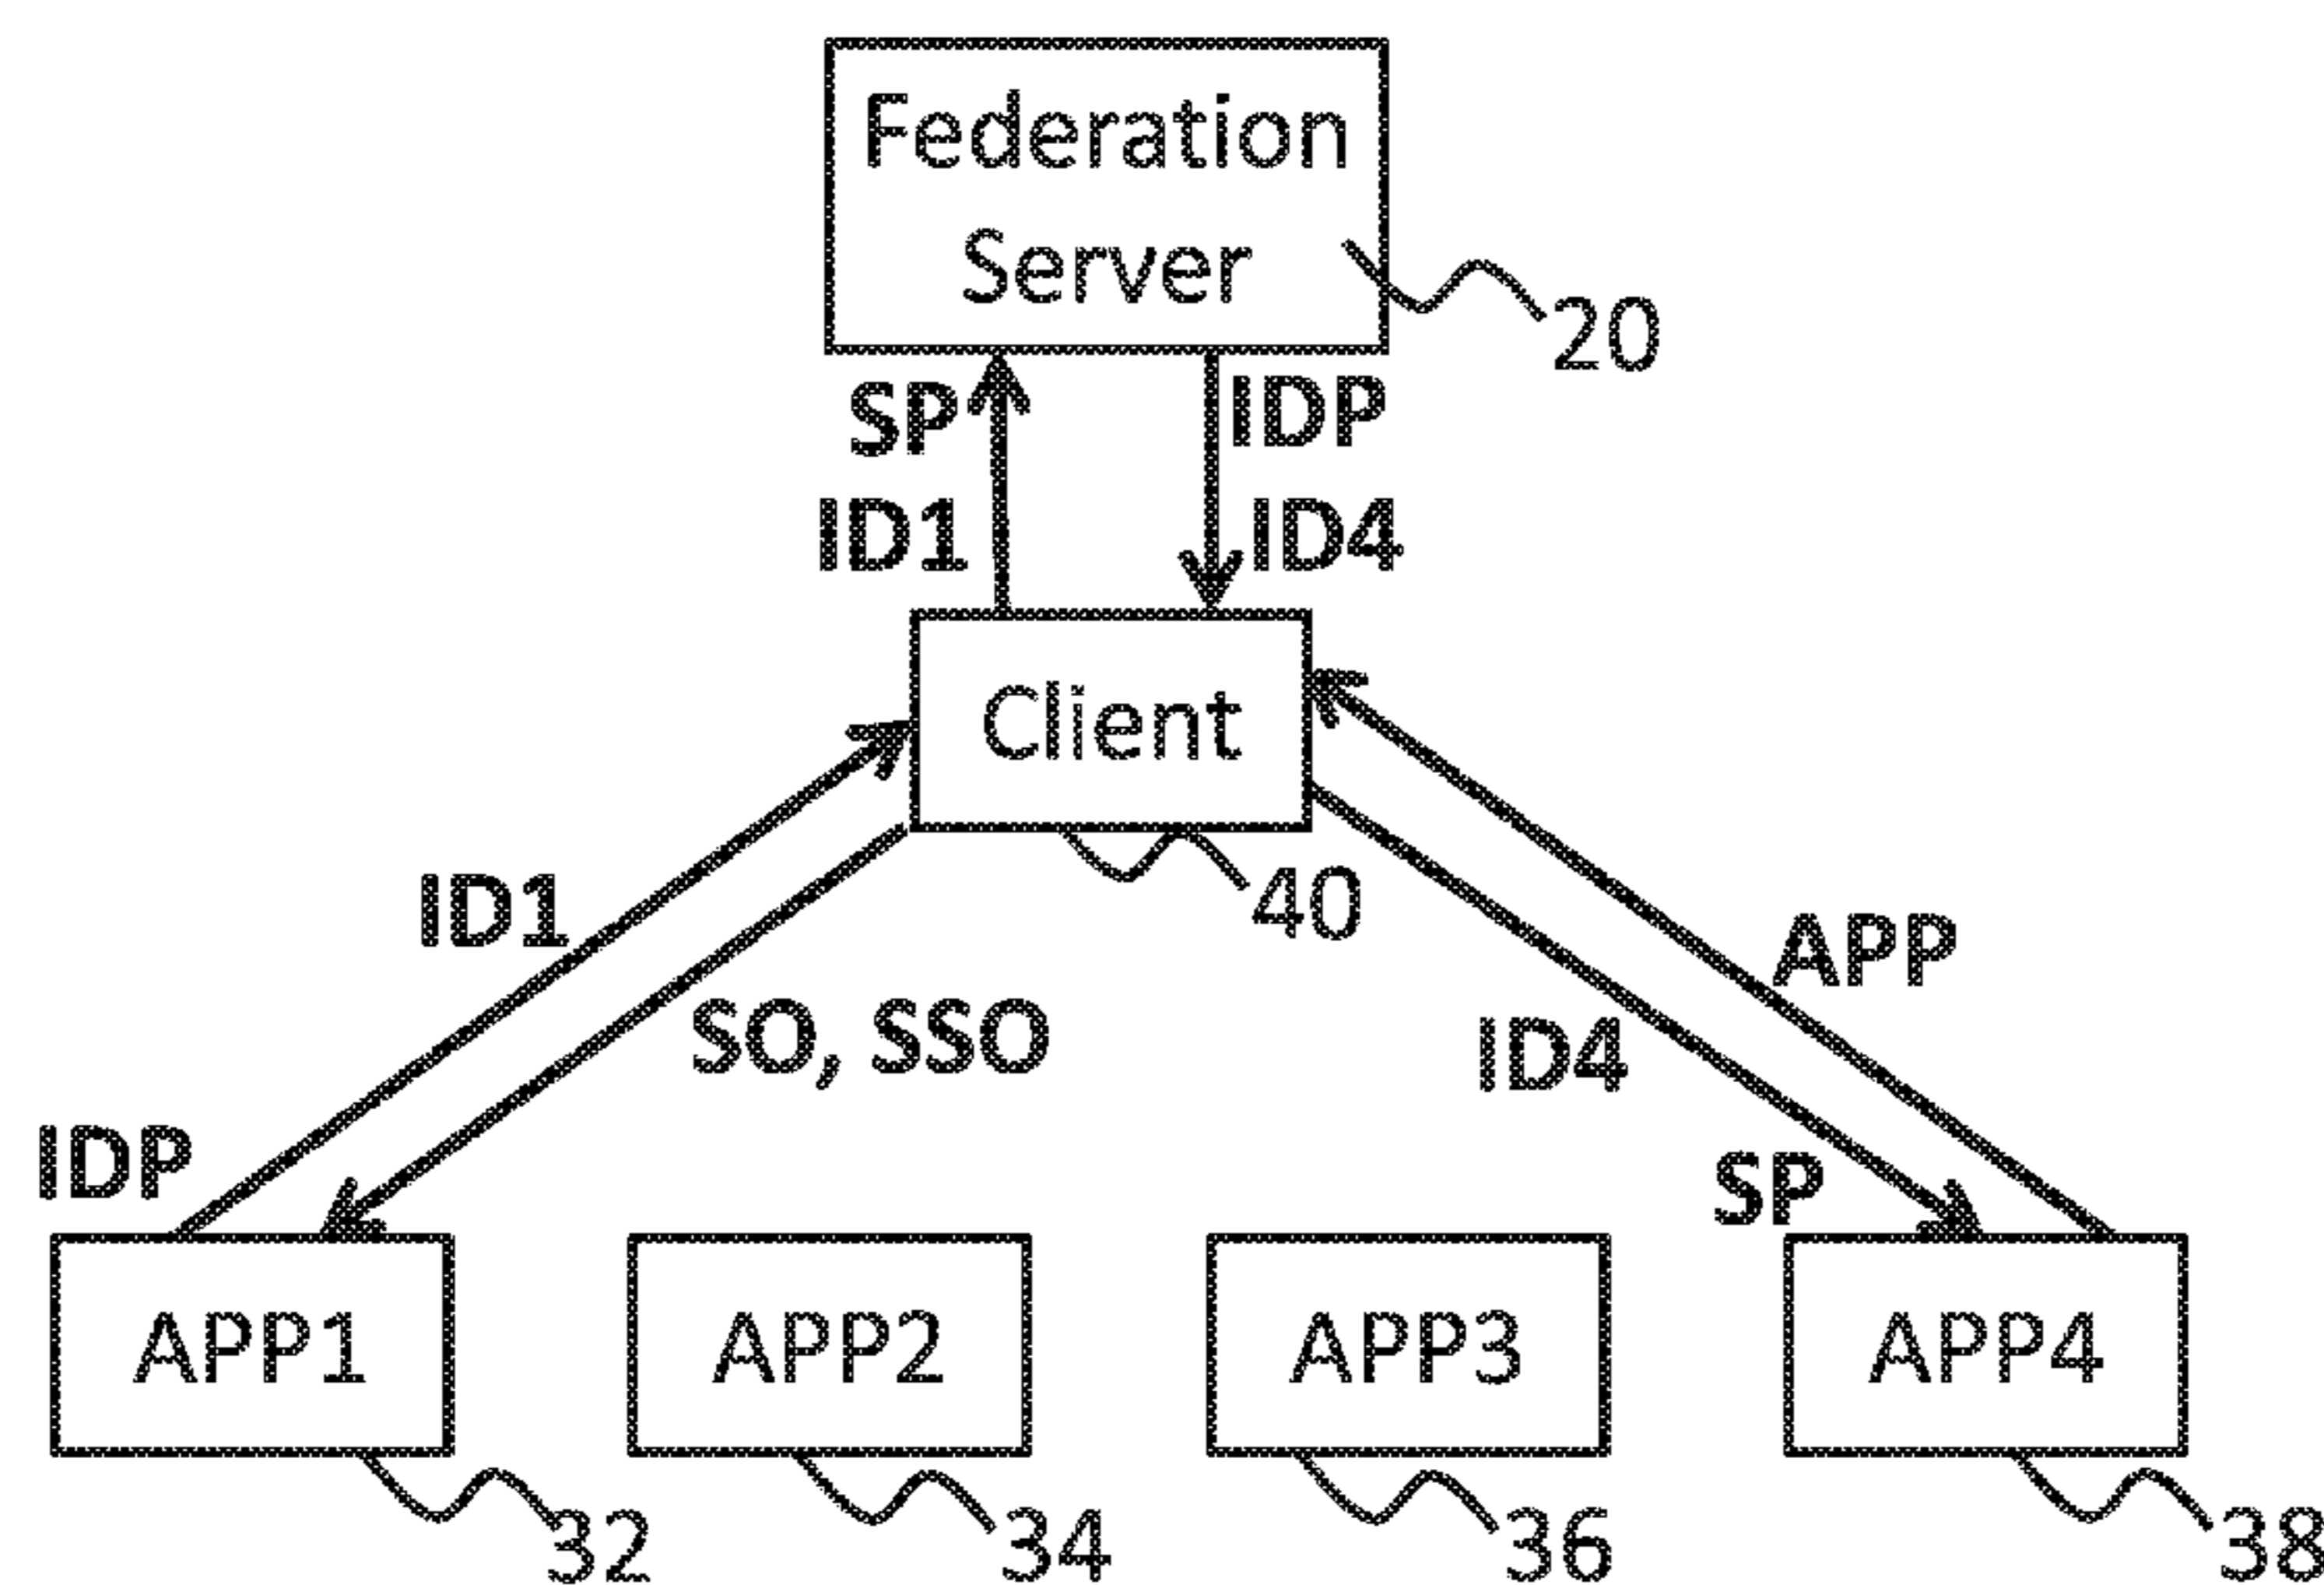 Federation
Server
20
SP
IDP
ID1
ID4
Client
40
ID1
APP
SO, SSO
ID4
IDP
SP
APP1
APP2
APP3
APP4
32
34
36
38